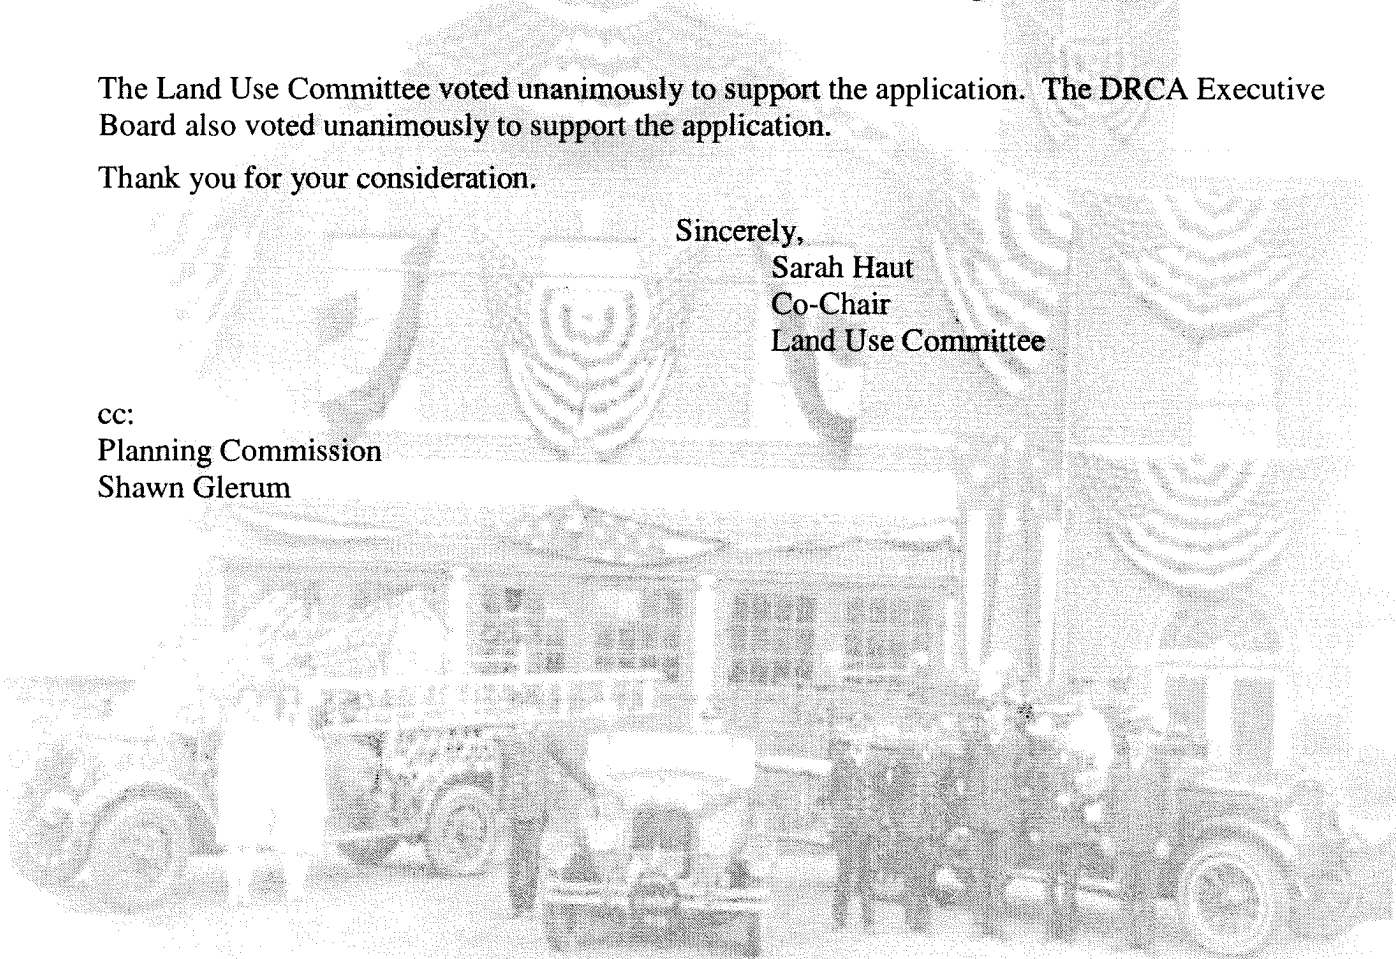 The Land Use Committee voted unanimously to support the application.  The DRCA Executive
Board also voted unanimously to support the application.
Thank you for your consideration.
Sincerely,
Sarah Haut
Co-Chair
Land Use Committee
cc:
Planning Commission
Shawn Glerum